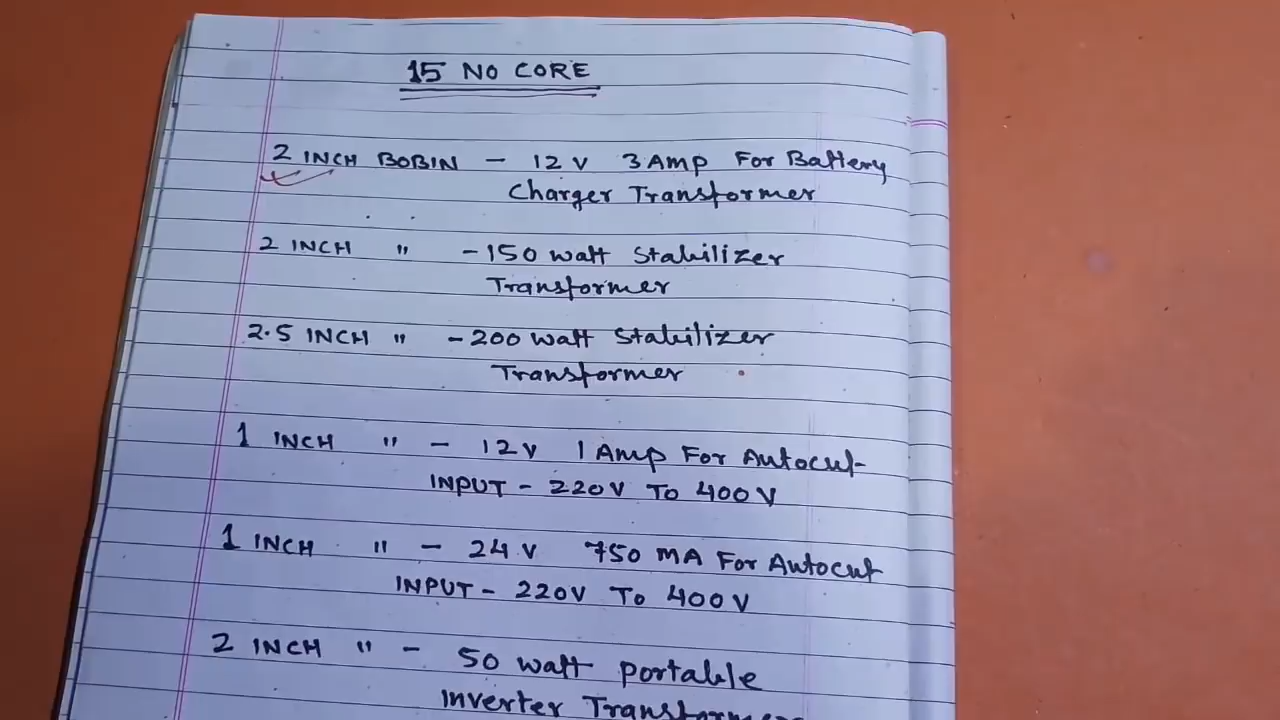 15 NO CORE
2 INCH BOBIN - 12 V 3 AMP For Battery
Charger Transformer
2 INCH " - 150 watt Stabilizer
Transformer
2.5 INCH " - 200 watt Stabilizer
Transformer
1 INCH " - 12 V 1 Amp For Autocut
INPUT - 220V To 400V
1 INCH " - 24 V 750 MA For Autocut
INPUT - 220V To 400V
2 INCH " - 50 watt portable
Inverter Transformer